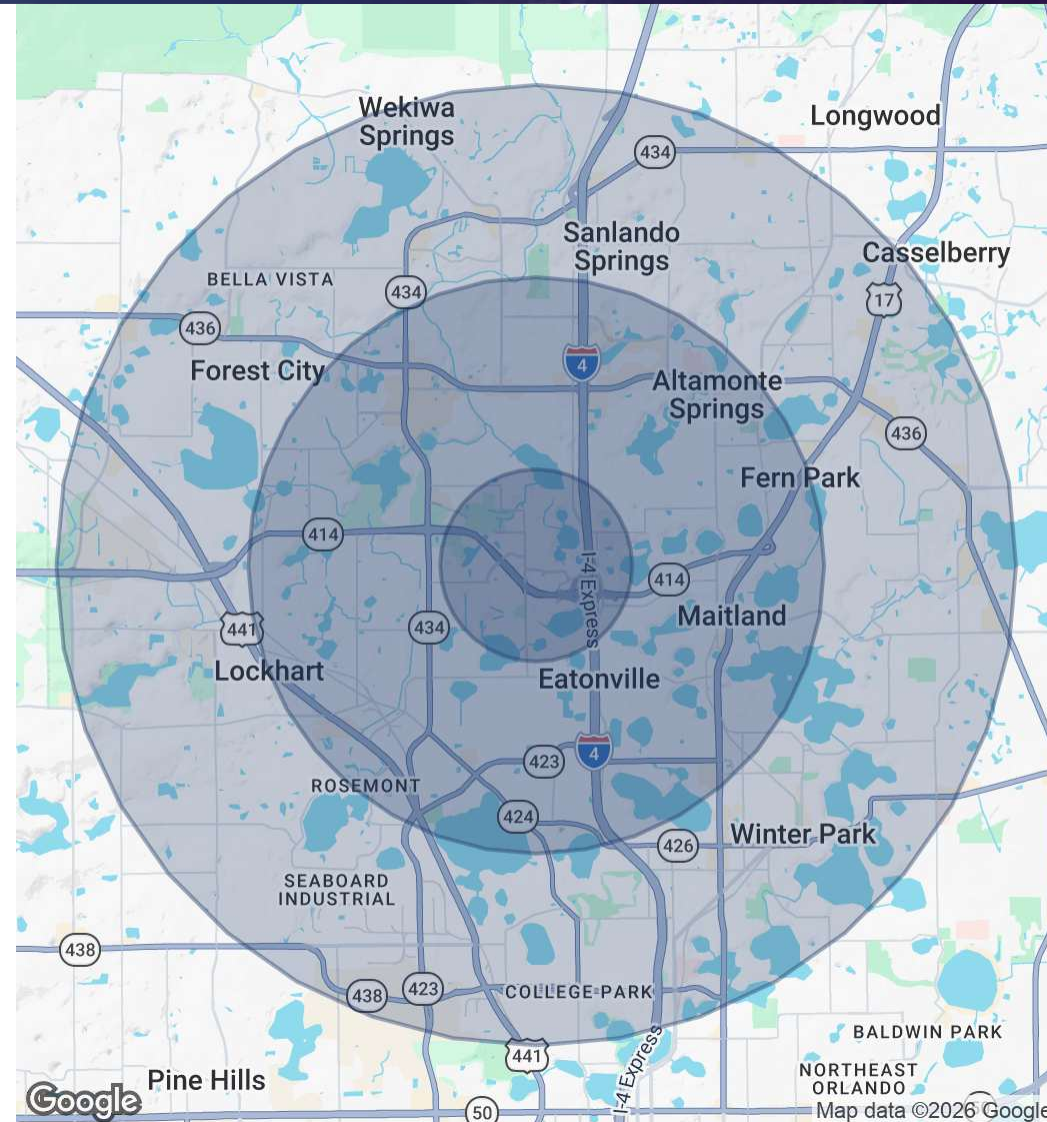 Wekiwa
Springs
Longwood
434
Sanlando
Springs
Casselberry
BELLA VISTA
434
17
436
4
Forest City
Altamonte
Springs
436
Fern Park
414
I-4 Express
414
Maitland
441
434
Lockhart
Eatonville
4
423
ROSEMONT
424
Winter Park
426
SEABOARD
INDUSTRIAL
438
438
423
COLLEGE PARK
BALDWIN PARK
441
I-4 Express
NORTHEAST
ORLANDO
Pine Hills
Google
50
Map data ©2026 Google